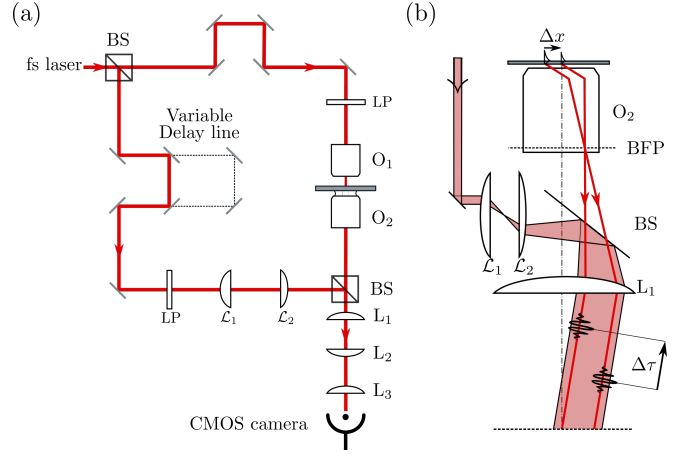 (a)
BS
fs laser
LP
Variable
Delay line
O₁
O₂
BS
LP
ℒ₁
ℒ₂
L₁
L₂
L₃
CMOS camera
(b)
Δx
O₂
BFP
BS
ℒ₁
ℒ₂
L₁
Δτ